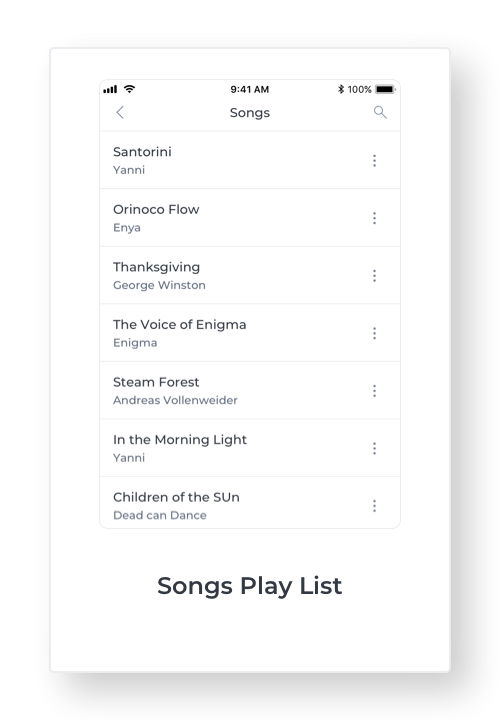 9:41 AM 100%
Songs
Santorini
Yanni
Orinoco Flow
Enya
Thanksgiving
George Winston
The Voice of Enigma
Enigma
Steam Forest
Andreas Vollenweider
In the Morning Light
Yanni
Children of the SUn
Dead can Dance
Songs Play List